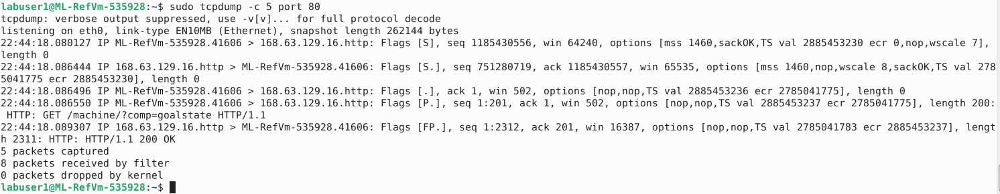 labuser1@ML-RefVm-535928:~$ sudo tcpdump -c 5 port 80
tcpdump: verbose output suppressed, use -v[v]... for full protocol decode
listening on eth0, link-type EN10MB (Ethernet), snapshot length 262144 bytes
22:44:18.080127 IP ML-RefVm-535928.41606 > 168.63.129.16.http: Flags [S], seq 1185430556, win 64240, options [mss 1460,sackOK,TS val 2885453230 ecr 0,nop,wscale 7],
length 0
22:44:18.086444 IP 168.63.129.16.http > ML-RefVm-535928.41606: Flags [S.], seq 751280719, ack 1185430557, win 65535, options [mss 1460,nop,wscale 8,sackOK,TS val 278
5041775 ecr 2885453230], length 0
22:44:18.086496 IP ML-RefVm-535928.41606 > 168.63.129.16.http: Flags [.], ack 1, win 502, options [nop,nop,TS val 2885453236 ecr 2785041775], length 0
22:44:18.086550 IP ML-RefVm-535928.41606 > 168.63.129.16.http: Flags [P.], seq 1:201, ack 1, win 502, options [nop,nop,TS val 2885453237 ecr 2785041775], length 200:
 HTTP: GET /machine/?comp=goalstate HTTP/1.1
22:44:18.089307 IP 168.63.129.16.http > ML-RefVm-535928.41606: Flags [FP.], seq 1:2312, ack 201, win 16387, options [nop,nop,TS val 2785041783 ecr 2885453237], lengt
h 2311: HTTP: HTTP/1.1 200 OK
5 packets captured
8 packets received by filter
0 packets dropped by kernel
labuser1@ML-RefVm-535928:~$